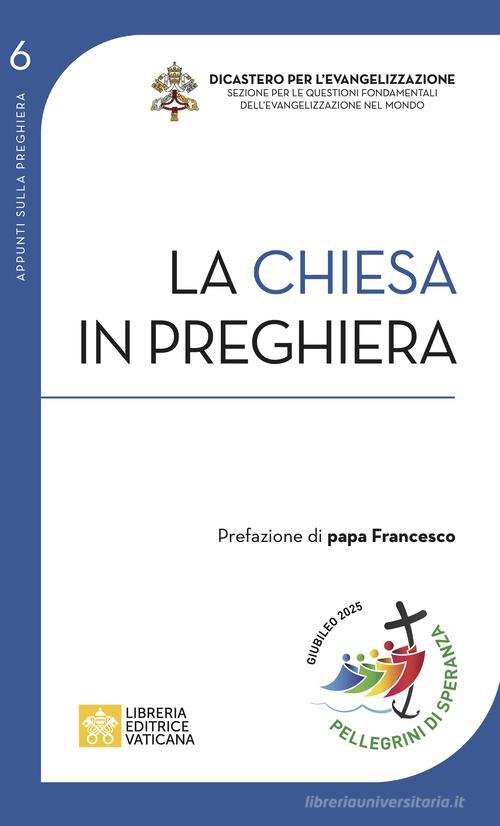 6
APPUNTI SULLA PREGHIERA
DICASTERO PER L'EVANGELIZZAZIONE
SEZIONE PER LE QUESTIONI FONDAMENTALI
DELL'EVANGELIZZAZIONE NEL MONDO
LA CHIESA
IN PREGHIERA
Prefazione di papa Francesco
GIUBILEO 2025
PELLEGRINI DI SPERANZA
LIBRERIA
EDITRICE
VATICANA
libreriauniversitaria.it